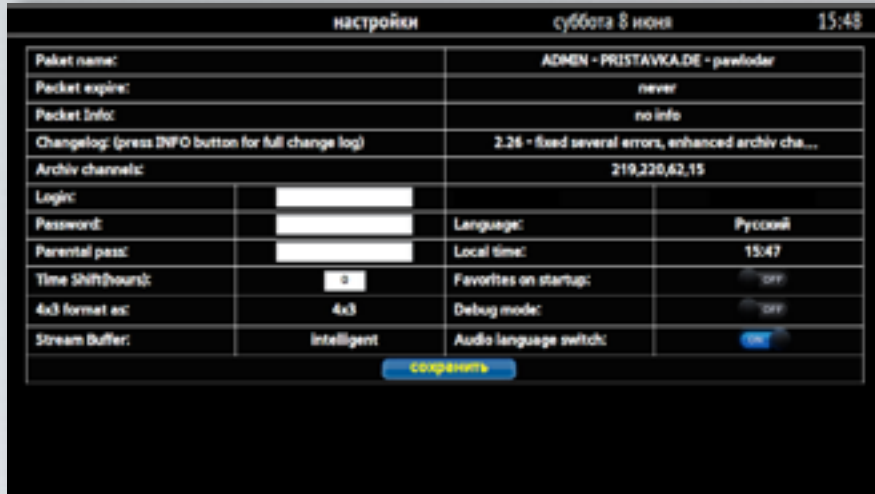 настройки суббота 8 июня 15:48
Paket name: ADMIN - PRISTAVKA.DE - pawlodar
Packet expire: never
Packet Info: no info
Changelog: (press INFO button for full change log) 2.26 - fixed several errors, enhanced archiv cha...
Archiv channels: 219,220,62,15
Login:
Password: Language: Русский
Parental pass: Local time: 15:47
Time Shift(hours): 0 Favorites on startup: OFF
4x3 format as: 4x3 Debug mode: OFF
Stream Buffer: intelligent Audio language switch: ON
сохранить